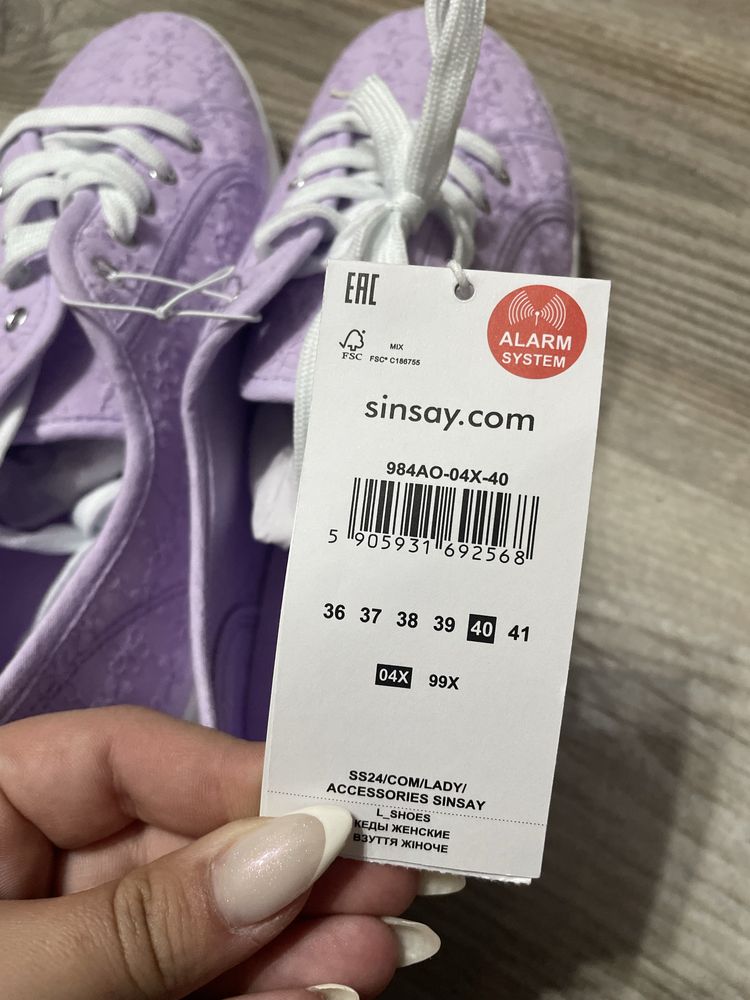 EAC
ALARM
SYSTEM
FSC
MIX
FSC® C186755
sinsay.com
984AO-04X-40
5 905931 692568
36 37 38 39 40 41
04X 99X
SS24/COM/LADY/
ACCESSORIES SINSAY
L_SHOES
КЕДЫ ЖЕНСКИЕ
ВЗУТТЯ ЖІНОЧЕ